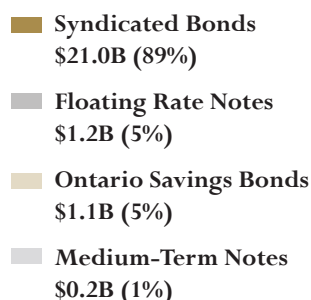 Syndicated Bonds
$21.0B (89%)
Floating Rate Notes
$1.2B (5%)
Ontario Savings Bonds
$1.1B (5%)
Medium-Term Notes
$0.2B (1%)